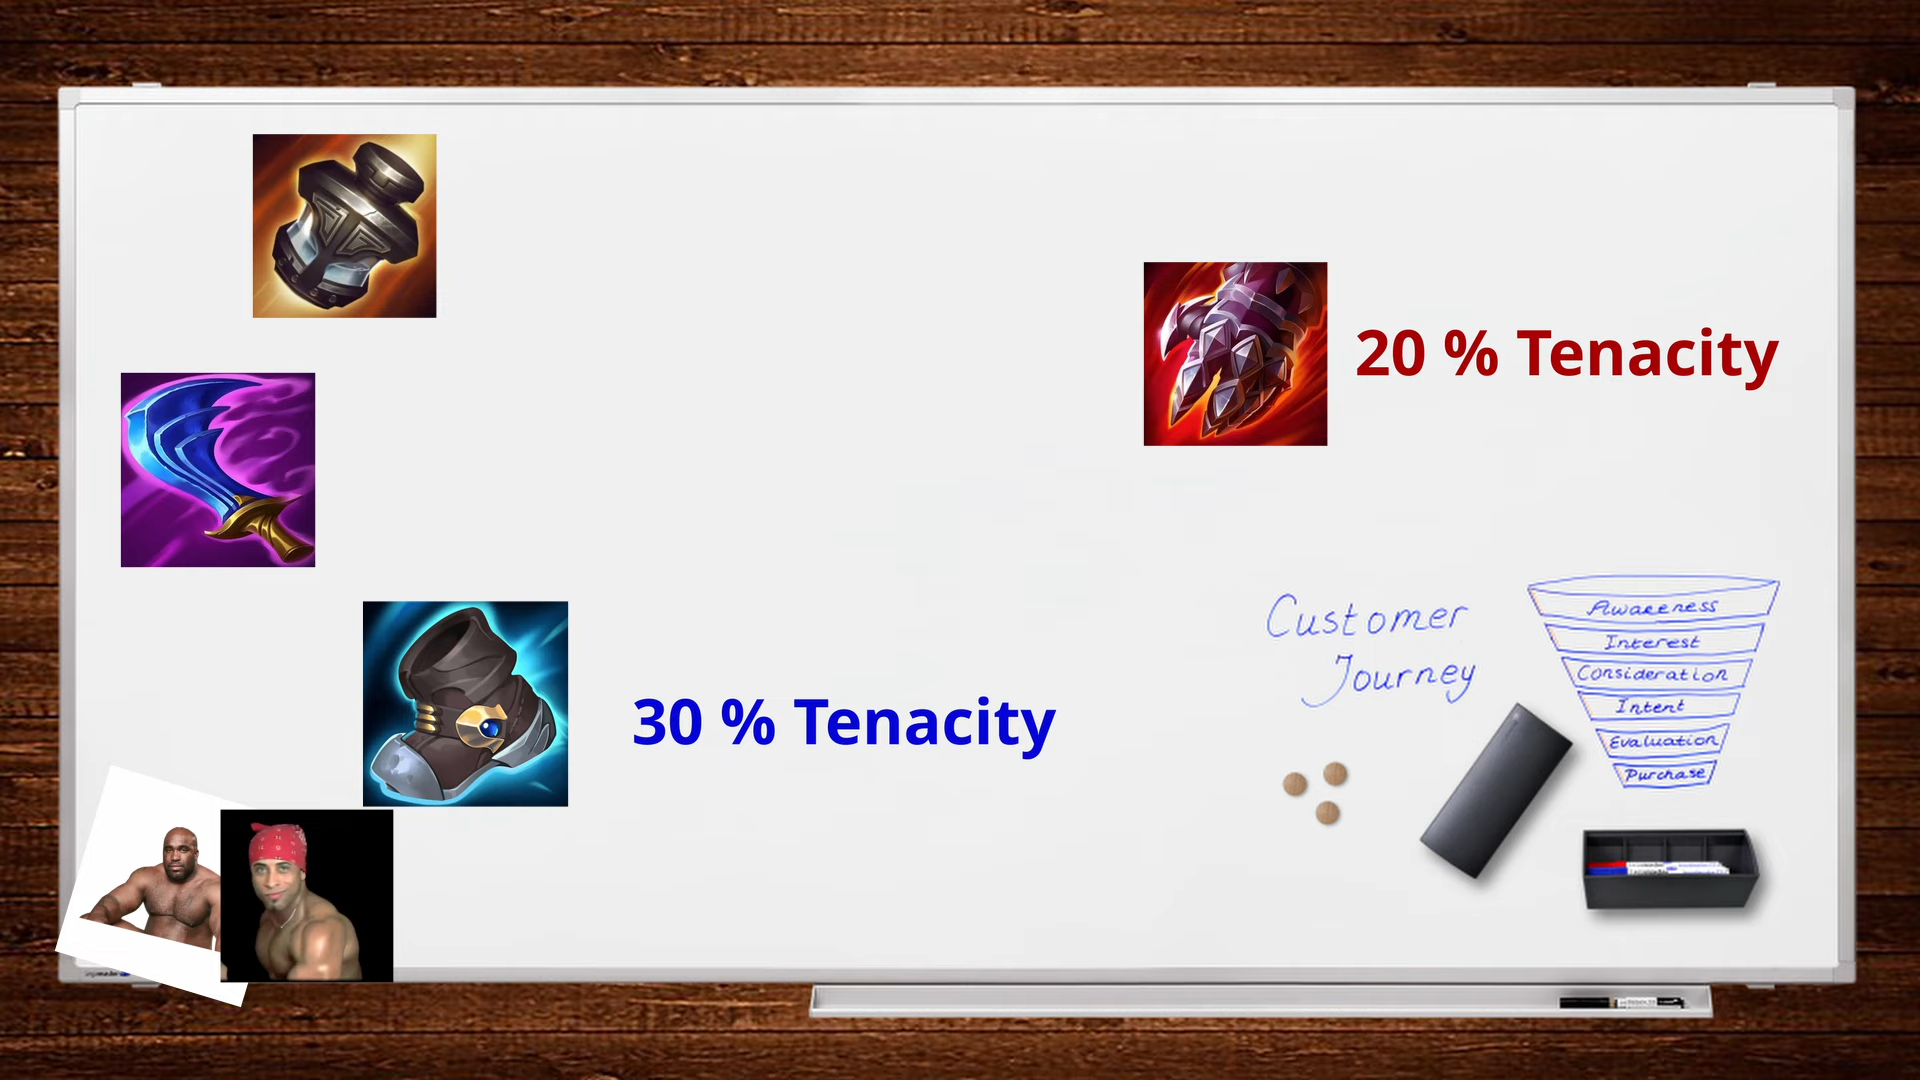 20 % Tenacity
Customer
Journey
Awareness
Interest
Consideration
Intent
Evaluation
Purchase
30 % Tenacity